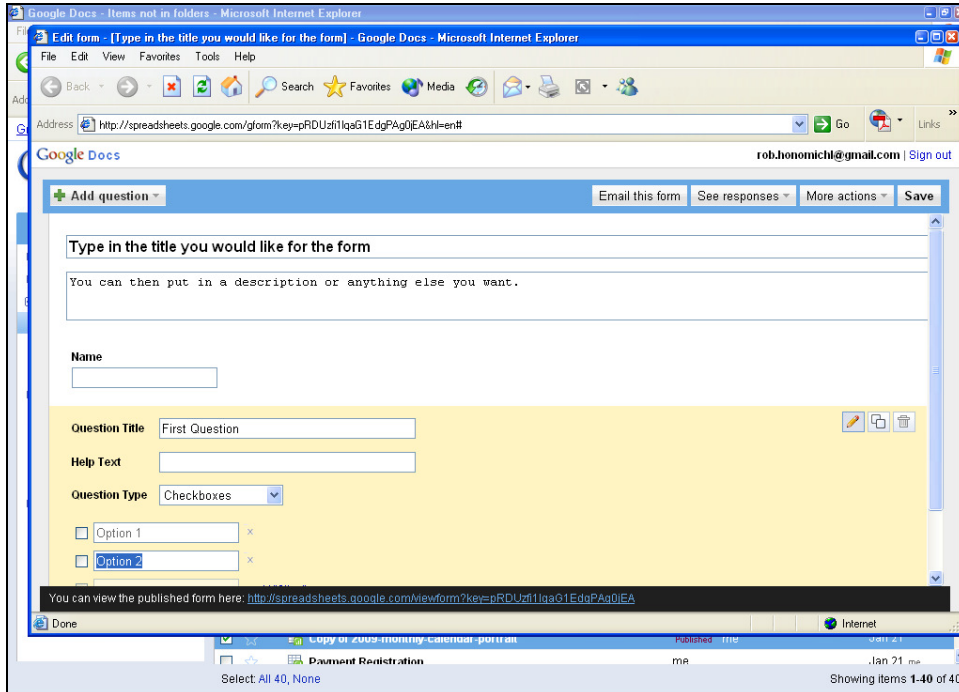 Google Docs - Items not in folders - Microsoft Internet Explorer
Edit form - [Type in the title you would like for the form] - Google Docs - Microsoft Internet Explorer
File Edit View Favorites Tools Help
Back Search Favorites Media
Address http://spreadsheets.google.com/gform?key=pRDUzfi1lqaG1EdgPAg0jEA&hl=en# Go Links »
Google Docs rob.honomichl@gmail.com | Sign out
Add question Email this form See responses More actions Save
Type in the title you would like for the form
You can then put in a description or anything else you want.
Name
Question Title First Question
Help Text
Question Type Checkboxes
Option 1 ×
Option 2 ×
You can view the published form here: http://spreadsheets.google.com/viewform?key=pRDUzfi1lqaG1EdgPAg0jEA
Done Internet
Copy of 2009-monthly-calendar-portrait Published me Jan 21
Payment Registration me Jan 21 me
Select: All 40, None Showing items 1-40 of 40